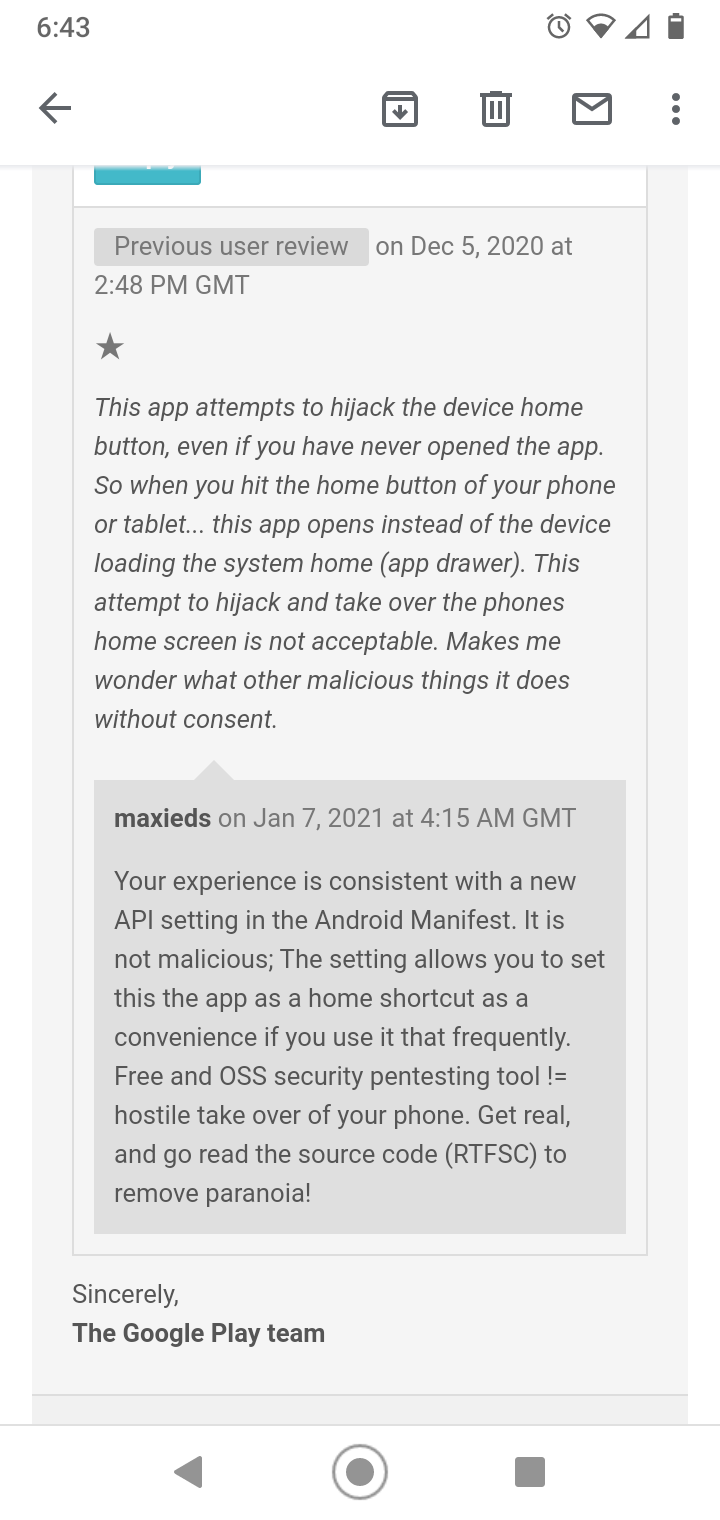 6:43
Previous user review on Dec 5, 2020 at
2:48 PM GMT
This app attempts to hijack the device home
button, even if you have never opened the app.
So when you hit the home button of your phone
or tablet... this app opens instead of the device
loading the system home (app drawer). This
attempt to hijack and take over the phones
home screen is not acceptable. Makes me
wonder what other malicious things it does
without consent.
maxieds on Jan 7, 2021 at 4:15 AM GMT
Your experience is consistent with a new
API setting in the Android Manifest. It is
not malicious; The setting allows you to set
this the app as a home shortcut as a
convenience if you use it that frequently.
Free and OSS security pentesting tool !=
hostile take over of your phone. Get real,
and go read the source code (RTFSC) to
remove paranoia!
Sincerely,
The Google Play team